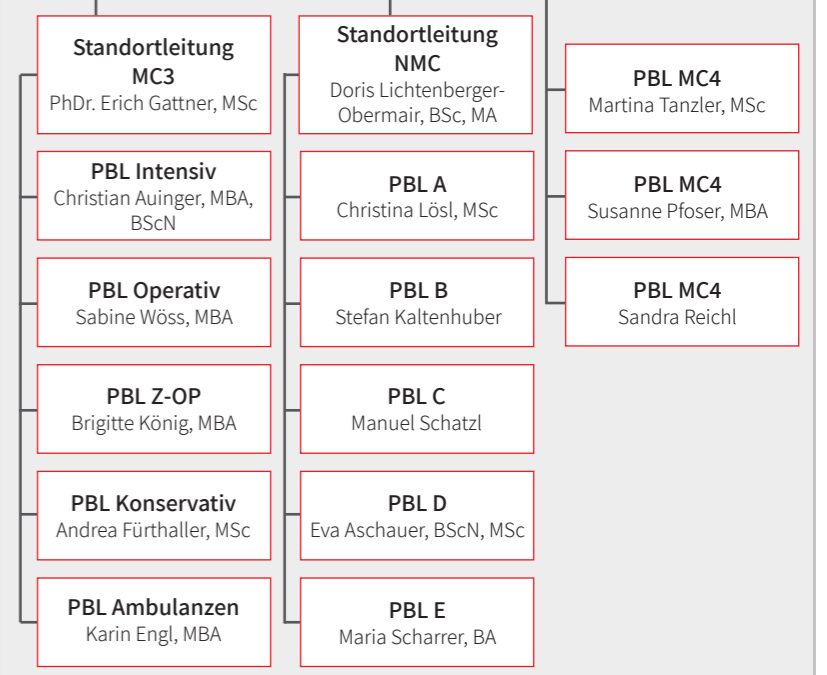 Standortleitung
MC3
PhDr. Erich Gattner, MSc
PBL Intensiv
Christian Auinger, MBA,
BScN
PBL Operativ
Sabine Wöss, MBA
PBL Z-OP
Brigitte König, MBA
PBL Konservativ
Andrea Fürthaller, MSc
PBL Ambulanzen
Karin Engl, MBA
Standortleitung
NMC
Doris Lichtenberger-
Obermair, BSc, MA
PBL A
Christina Lösl, MSc
PBL B
Stefan Kaltenhuber
PBL C
Manuel Schatzl
PBL D
Eva Aschauer, BScN, MSc
PBL E
Maria Scharrer, BA
PBL MC4
Martina Tanzler, MSc
PBL MC4
Susanne Pfoser, MBA
PBL MC4
Sandra Reichl